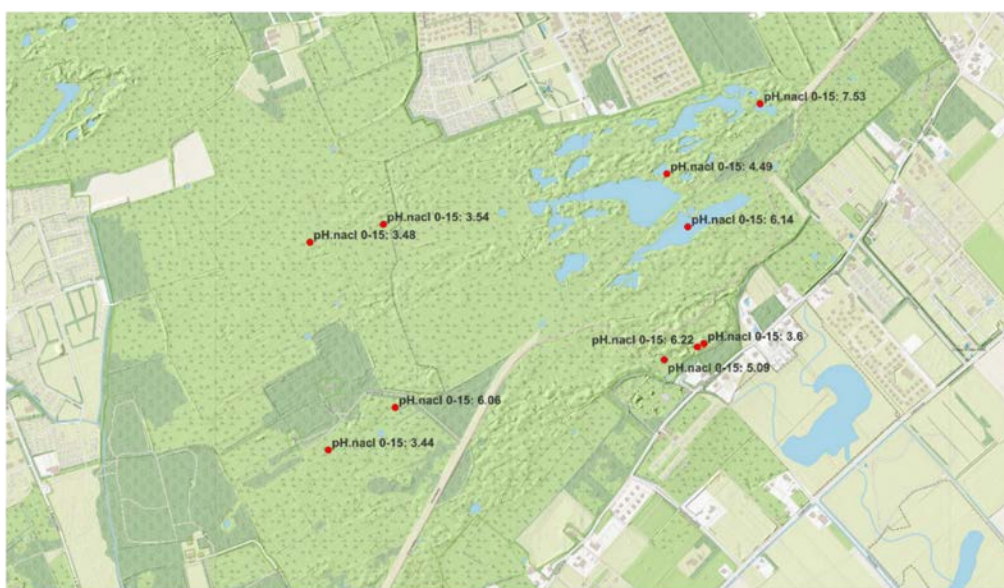 pH.nacl 0-15: 7.53
pH.nacl 0-15: 4.49
pH.nacl 0-15: 3.54
pH.nacl 0-15: 6.14
pH.nacl 0-15: 3.48
pH.nacl 0-15: 6.22
pH.nacl 0-15: 3.6
pH.nacl 0-15: 5.09
pH.nacl 0-15: 6.06
pH.nacl 0-15: 3.44